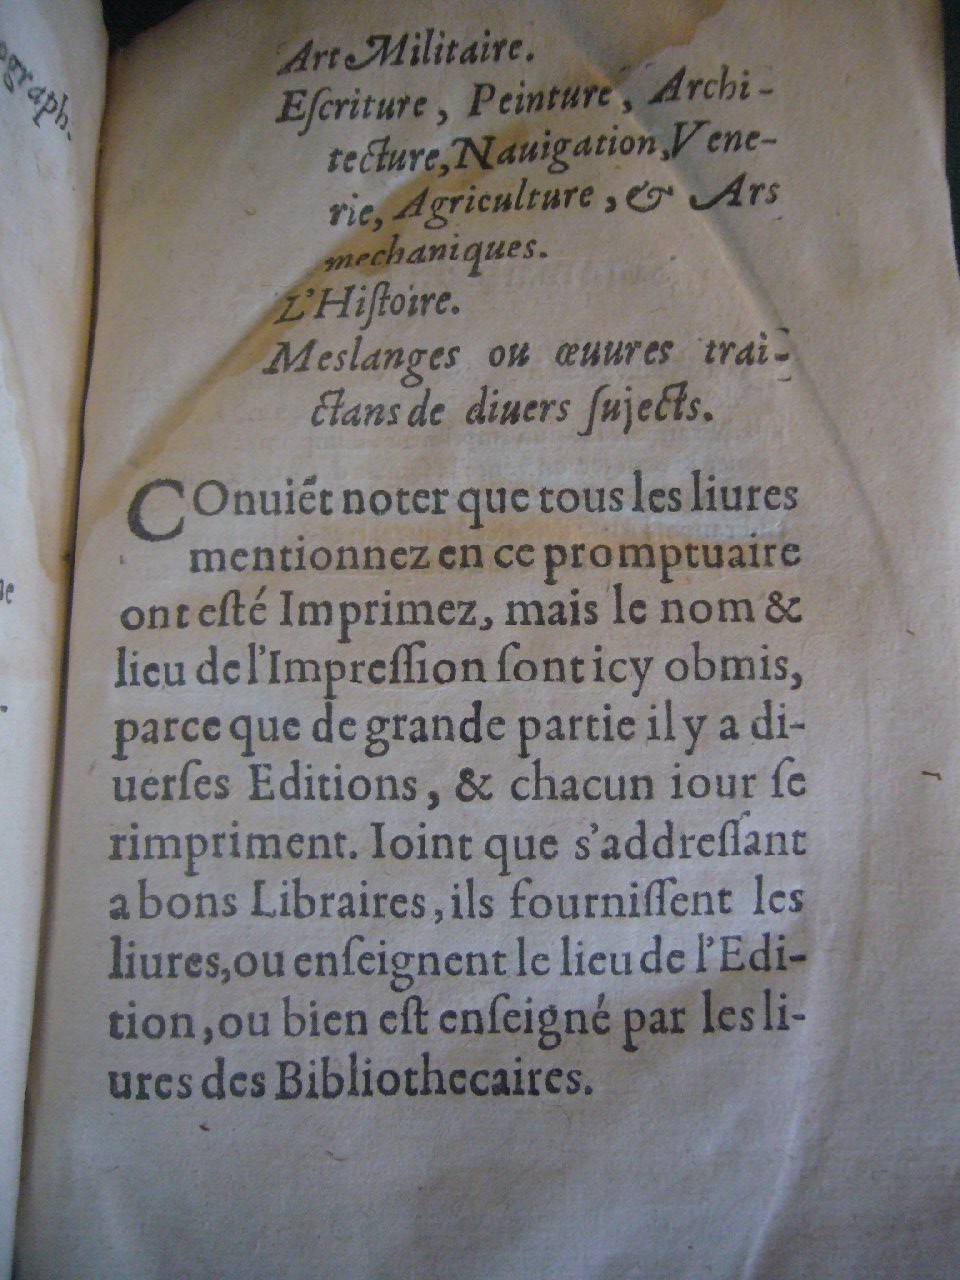 Art Militaire.
Eſcriture, Peinture, Archi-
tecture, Nauigation, Vene-
rie, Agriculture, & Ars
mechaniques.
L'Hiſtoire.
Meslanges ou œuures trai-
ctans de diuers ſujects.
COnuiēt noter que tous les liures
mentionnez en ce promptuaire
ont eſté Imprimez, mais le nom &
lieu de l'Impreſſion ſont icy obmis,
parce que de grande partie il y a di-
uerſes Editions, & chacun iour ſe
rimpriment. Ioint que s'addreſſant
a bons Libraires, ils fourniſſent les
liures, ou enſeignent le lieu de l'Edi-
tion, ou bien eſt enſeigné par les li-
ures des Bibliothecaires.